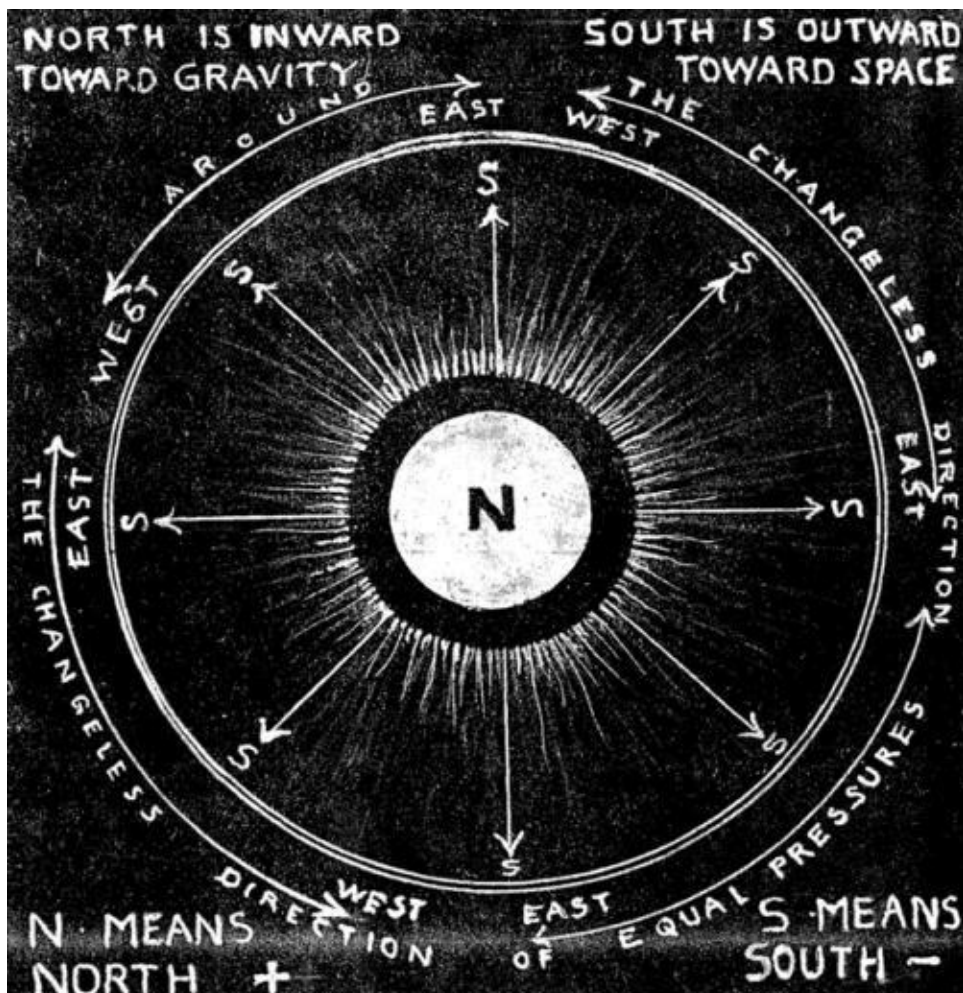 NORTH IS INWARD
TOWARD GRAVITY
SOUTH IS OUTWARD
TOWARD SPACE
AROUND
EAST
WEST
THE CHANGELESS DIRECTION
S
S
S
WEST
EAST
EAST
S
N
S
THE CHANGELESS DIRECTION OF EQUAL PRESSURES
S
S
S
WEST
EAST
N · MEANS
NORTH +
S · MEANS
SOUTH -